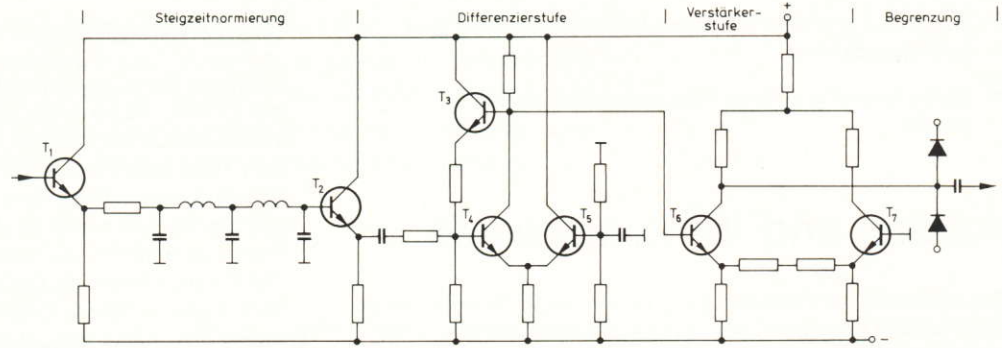 Steigzeitnormierung
Differenzierstufe
Verstärker-
stufe
Begrenzung
+
T1
T2
T3
T4
T5
T6
T7
-